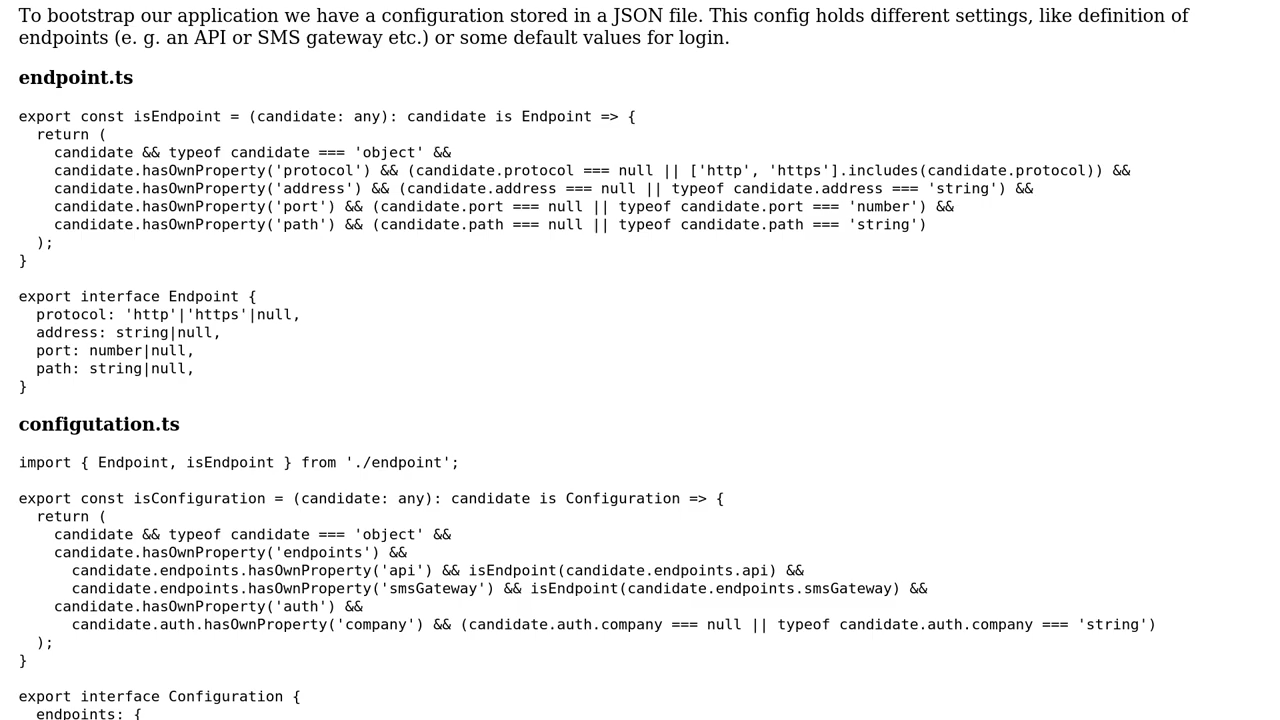 To bootstrap our application we have a configuration stored in a JSON file. This config holds different settings, like definition of
endpoints (e. g. an API or SMS gateway etc.) or some default values for login.
endpoint.ts
export const isEndpoint = (candidate: any): candidate is Endpoint => {
  return (
    candidate && typeof candidate === 'object' &&
    candidate.hasOwnProperty('protocol') && (candidate.protocol === null || ['http', 'https'].includes(candidate.protocol)) &&
    candidate.hasOwnProperty('address') && (candidate.address === null || typeof candidate.address === 'string') &&
    candidate.hasOwnProperty('port') && (candidate.port === null || typeof candidate.port === 'number') &&
    candidate.hasOwnProperty('path') && (candidate.path === null || typeof candidate.path === 'string')
  );
}
export interface Endpoint {
  protocol: 'http'|'https'|null,
  address: string|null,
  port: number|null,
  path: string|null,
}
configutation.ts
import { Endpoint, isEndpoint } from './endpoint';
export const isConfiguration = (candidate: any): candidate is Configuration => {
  return (
    candidate && typeof candidate === 'object' &&
    candidate.hasOwnProperty('endpoints') &&
      candidate.endpoints.hasOwnProperty('api') && isEndpoint(candidate.endpoints.api) &&
      candidate.endpoints.hasOwnProperty('smsGateway') && isEndpoint(candidate.endpoints.smsGateway) &&
    candidate.hasOwnProperty('auth') &&
      candidate.auth.hasOwnProperty('company') && (candidate.auth.company === null || typeof candidate.auth.company === 'string')
  );
}
export interface Configuration {
  endpoints: {